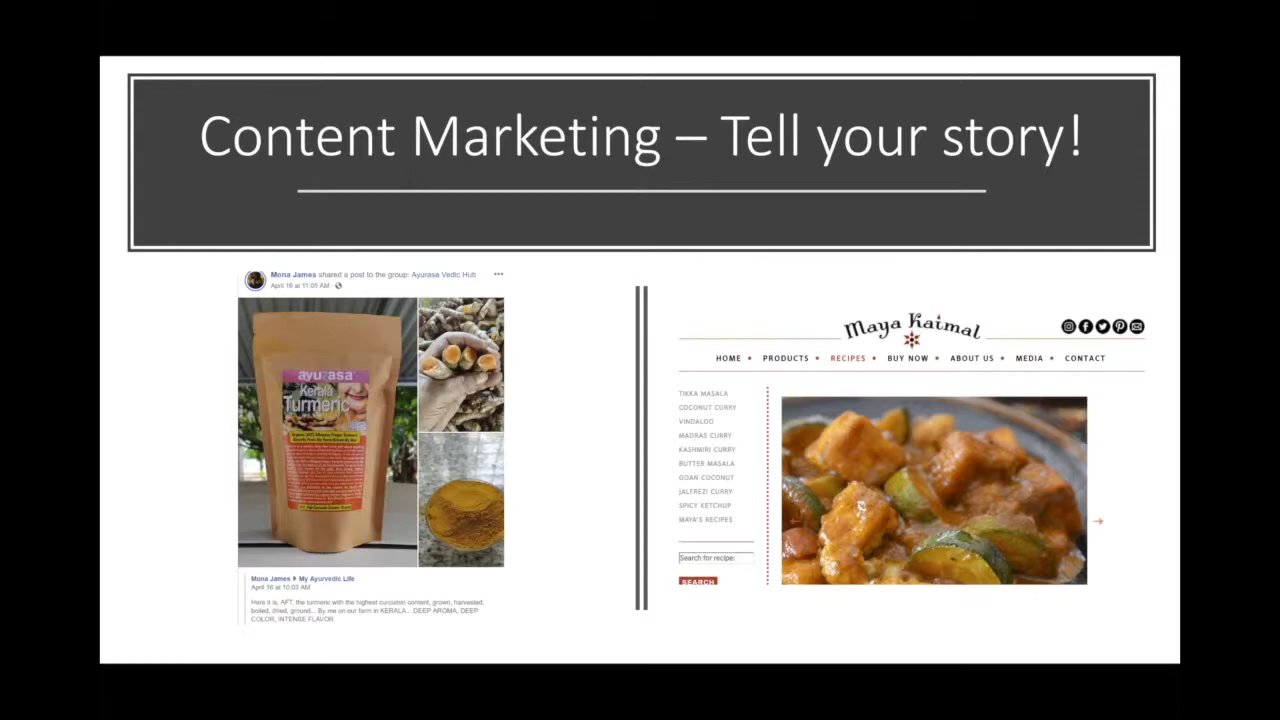 Content Marketing – Tell your story!
Mona James shared a post to the group: Ayurasa Vedic Hub
April 16 at 11:05 AM ·
ayurasa
Kerala
Turmeric
Mona James ▸ My Ayurvedic Life
April 16 at 10:03 AM
Here it is, AFT, the turmeric with the highest curcumin content, grown, harvested,
boiled, dried, ground... By me on our farm in KERALA... DEEP AROMA, DEEP
COLOR, INTENSE FLAVOR
Maya Kaimal
HOME • PRODUCTS • RECIPES • BUY NOW • ABOUT US • MEDIA • CONTACT
TIKKA MASALA
COCONUT CURRY
VINDALOO
MADRAS CURRY
KASHMIRI CURRY
BUTTER MASALA
GOAN COCONUT
JALFREZI CURRY
SPICY KETCHUP
MAYA'S RECIPES
Search for recipe:
SEARCH